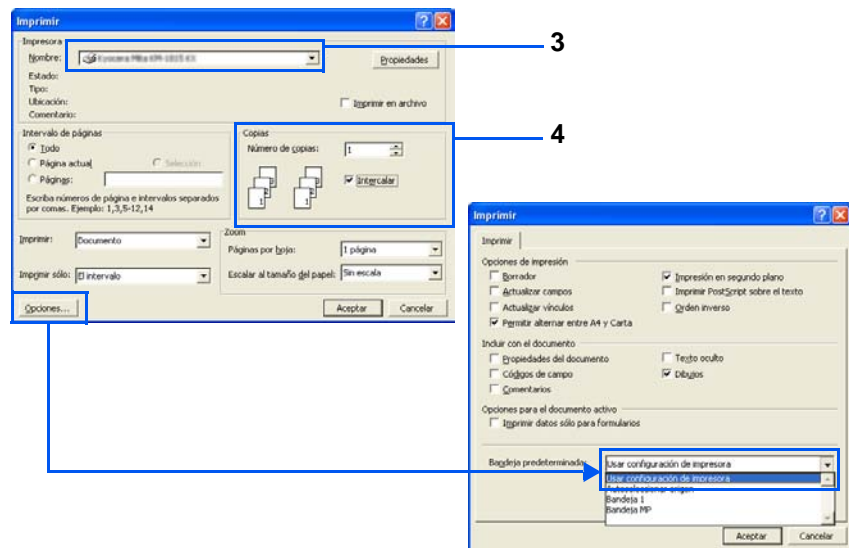 Imprimir
Impresora
Nombre:
Propiedades
Estado:
Tipo:
Ubicación:
Comentario:
Imprimir en archivo
3
Intervalo de páginas
Todo
Página actual
Selección
Páginas:
Escriba números de página e intervalos separados
por comas. Ejemplo: 1,3,5-12,14
Copias
Número de copias: 1
Intercalar
4
Imprimir: Documento
Imprimir sólo: El intervalo
Zoom
Páginas por hoja: 1 página
Escalar al tamaño del papel: Sin escala
Opciones...
Aceptar
Cancelar
Imprimir
Imprimir
Opciones de impresión
Borrador
Actualizar campos
Actualizar vínculos
Permitir alternar entre A4 y Carta
Impresión en segundo plano
Imprimir PostScript sobre el texto
Orden inverso
Incluir con el documento
Propiedades del documento
Códigos de campo
Comentarios
Texto oculto
Dibujos
Opciones para el documento activo
Imprimir datos sólo para formularios
Bandeja predeterminada: Usar configuración de impresora
Usar configuración de impresora
Autoseleccionar origen
Bandeja 1
Bandeja MP
Aceptar
Cancelar